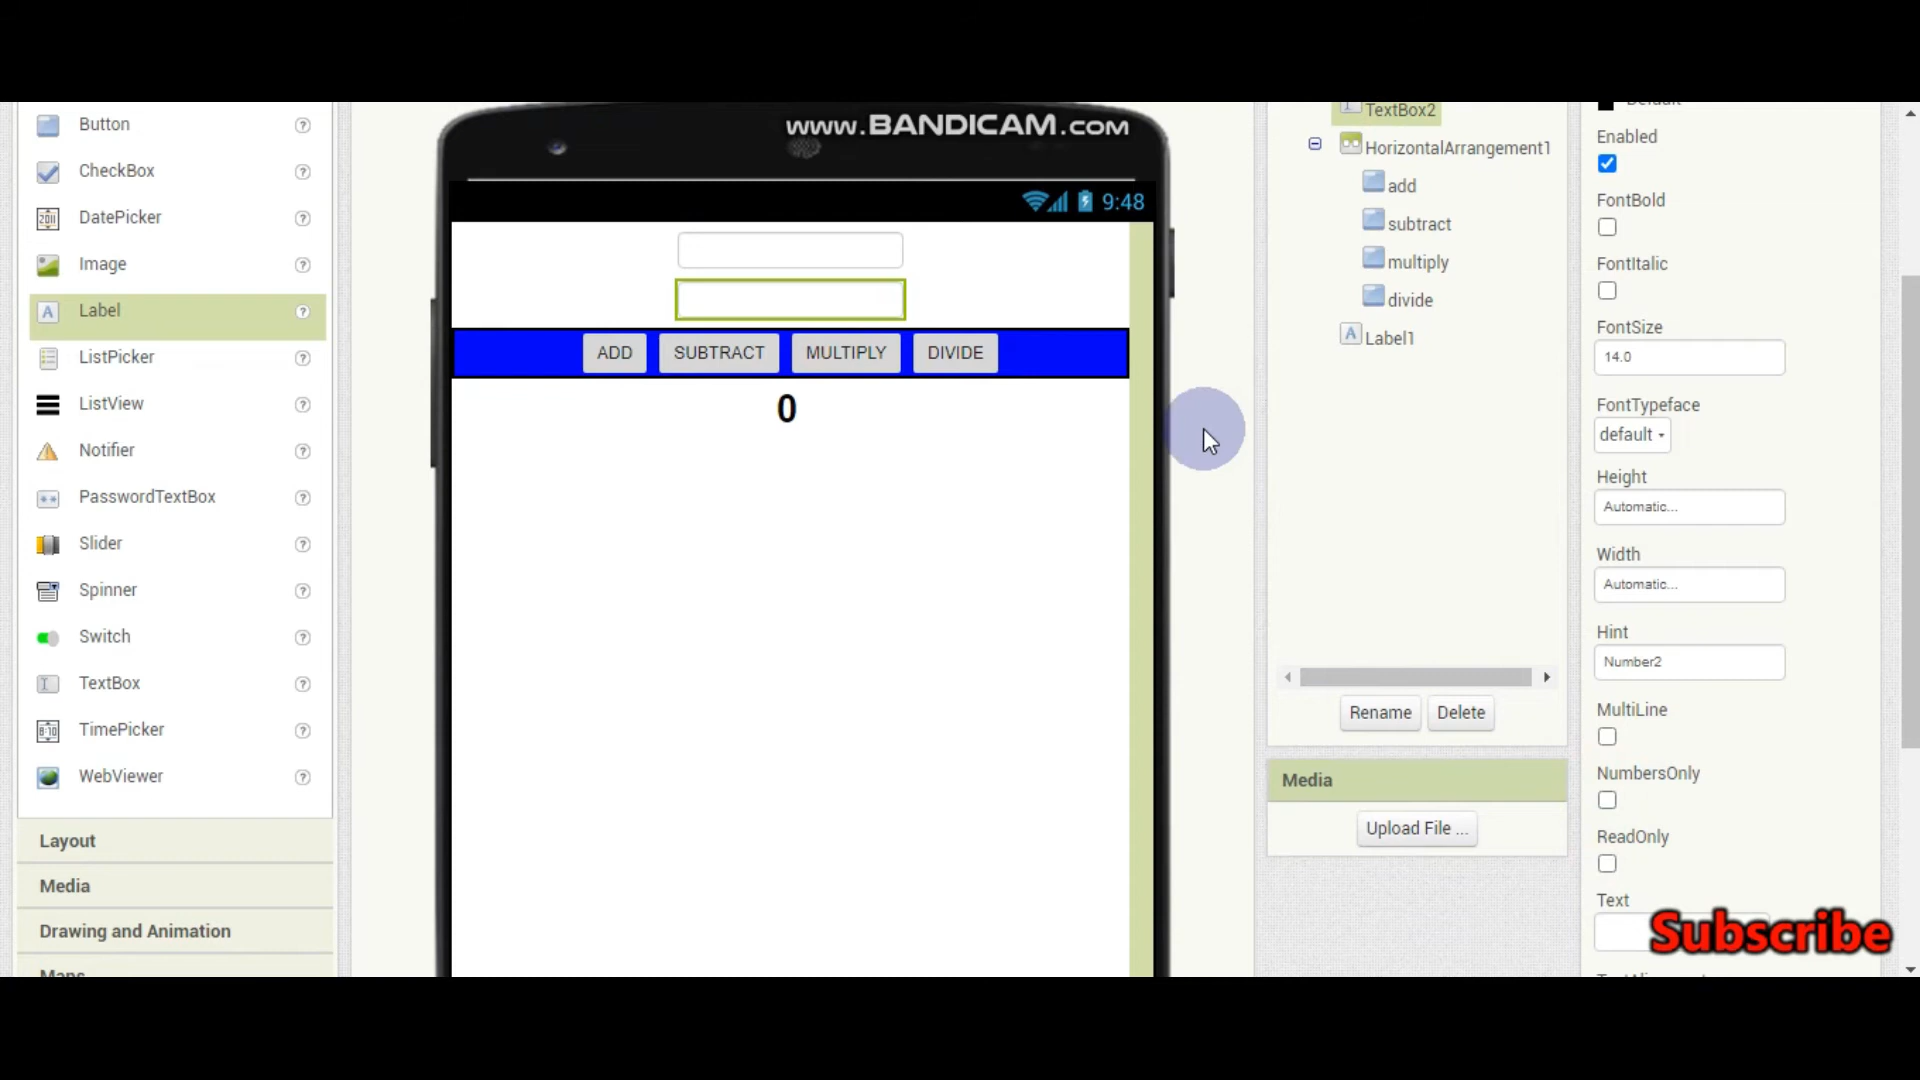 Button
CheckBox
DatePicker
Image
Label
ListPicker
ListView
Notifier
PasswordTextBox
Slider
Spinner
Switch
TextBox
TimePicker
WebViewer
Layout
Media
Drawing and Animation
Maps
www.BANDICAM.com
9:48
ADD SUBTRACT MULTIPLY DIVIDE
0
TextBox2
HorizontalArrangement1
add
subtract
multiply
divide
Label1
Rename Delete
Media
Upload File ...
Default
Enabled
FontBold
FontItalic
FontSize
14.0
FontTypeface
default
Height
Automatic...
Width
Automatic...
Hint
Number2
MultiLine
NumbersOnly
ReadOnly
Text
Subscribe